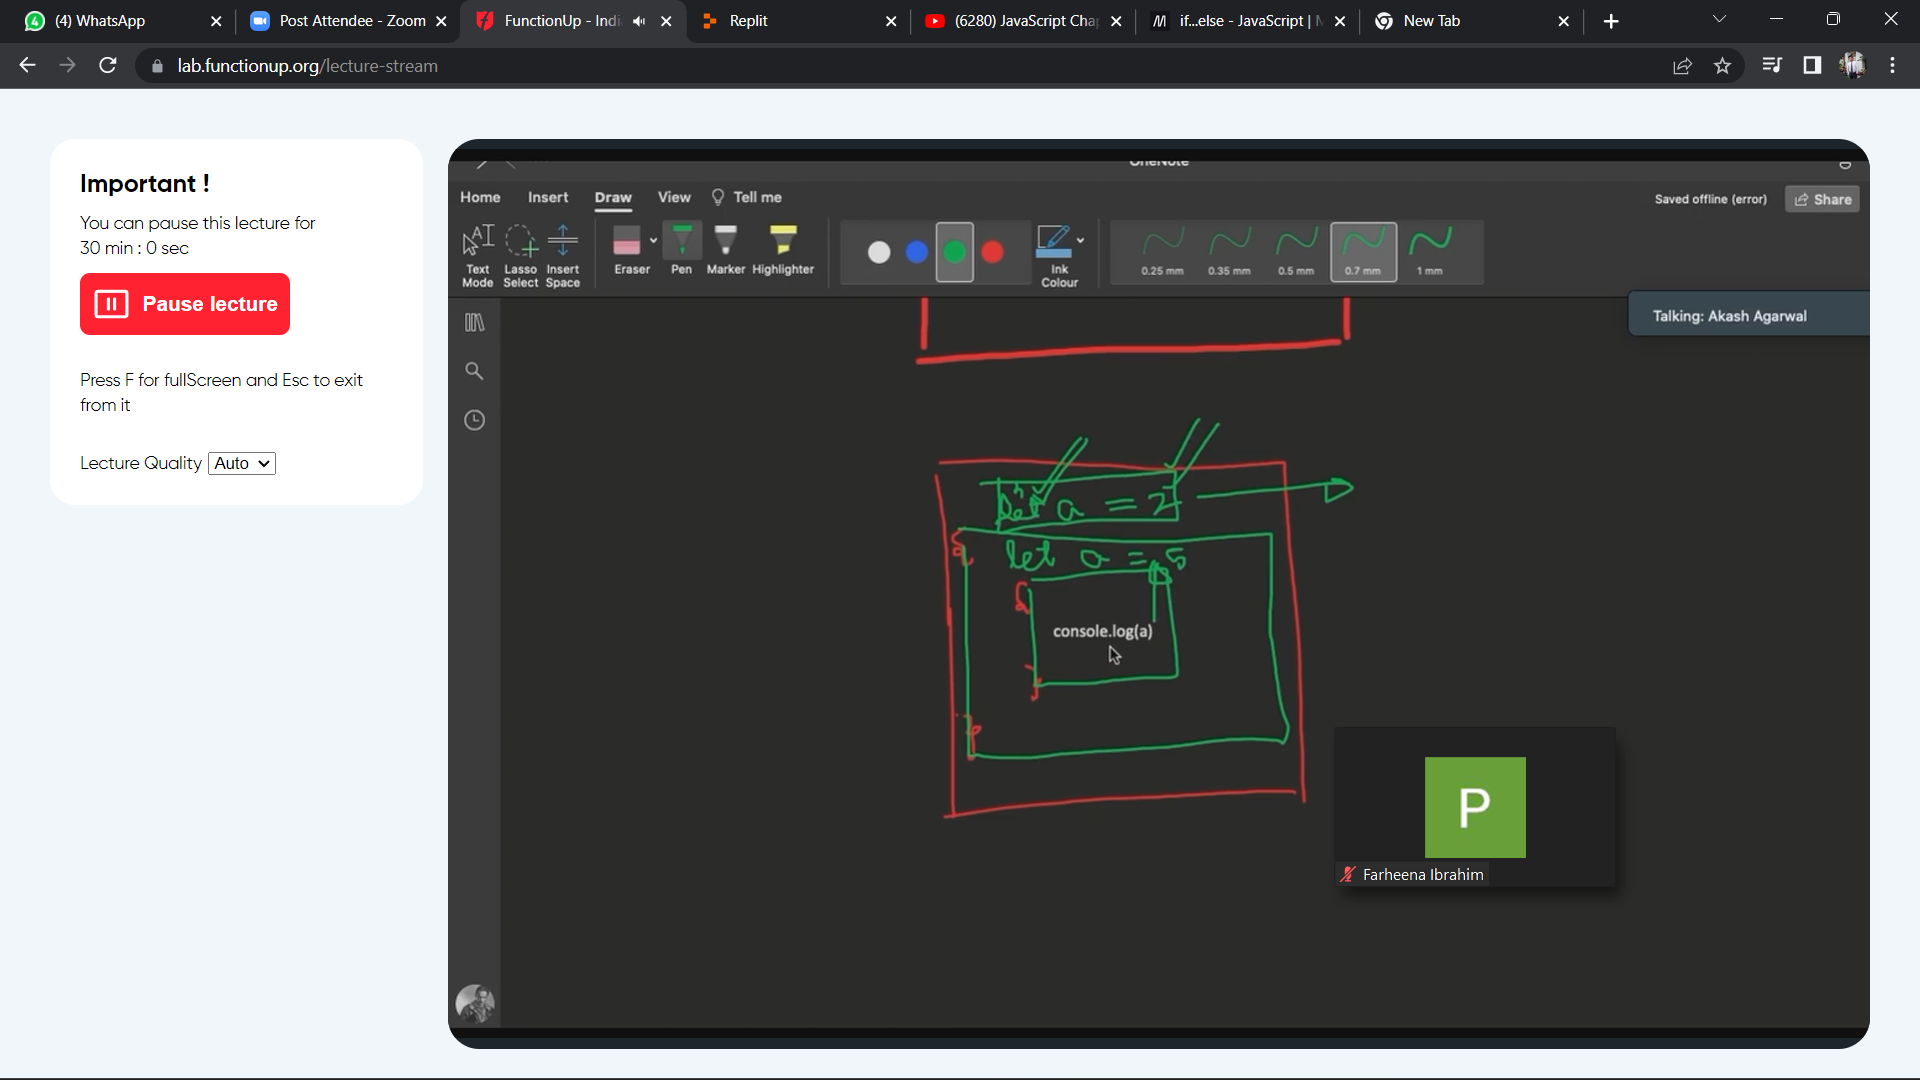 (4) WhatsApp
Post Attendee - Zoom
FunctionUp - Indi
Replit
(6280) JavaScript Cha
if...else - JavaScript |
New Tab
lab.functionup.org/lecture-stream
Important !
You can pause this lecture for
30 min : 0 sec
Pause lecture
Press F for fullScreen and Esc to exit
from it
Lecture Quality Auto
OneNote
Home Insert Draw View Tell me
Saved offline (error)
Share
Text Mode
Lasso Select
Insert Space
Eraser
Pen
Marker
Highlighter
Ink Colour
0.25 mm
0.35 mm
0.5 mm
0.7 mm
1 mm
Talking: Akash Agarwal
let a = 2
let a = 5
console.log(a)
P
Farheena Ibrahim